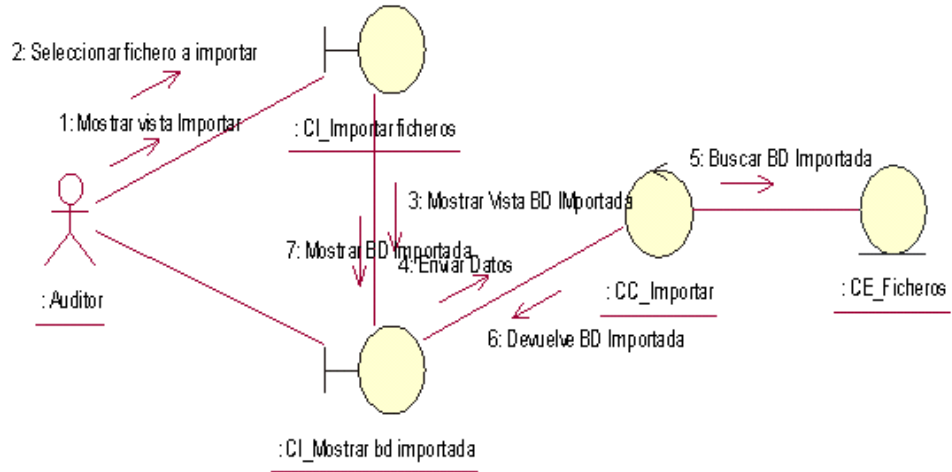 2: Seleccionar fichero a importar
1: Mostrar vista Importar
: CI_Importar ficheros
5: Buscar BD Importada
3: Mostrar Vista BD IMportada
7: Mostrar BD Importada
4: Enviar Datos
: Auditor
: CC_Importar
: CE_Ficheros
6: Devuelve BD Importada
: CI_Mostrar bd importada